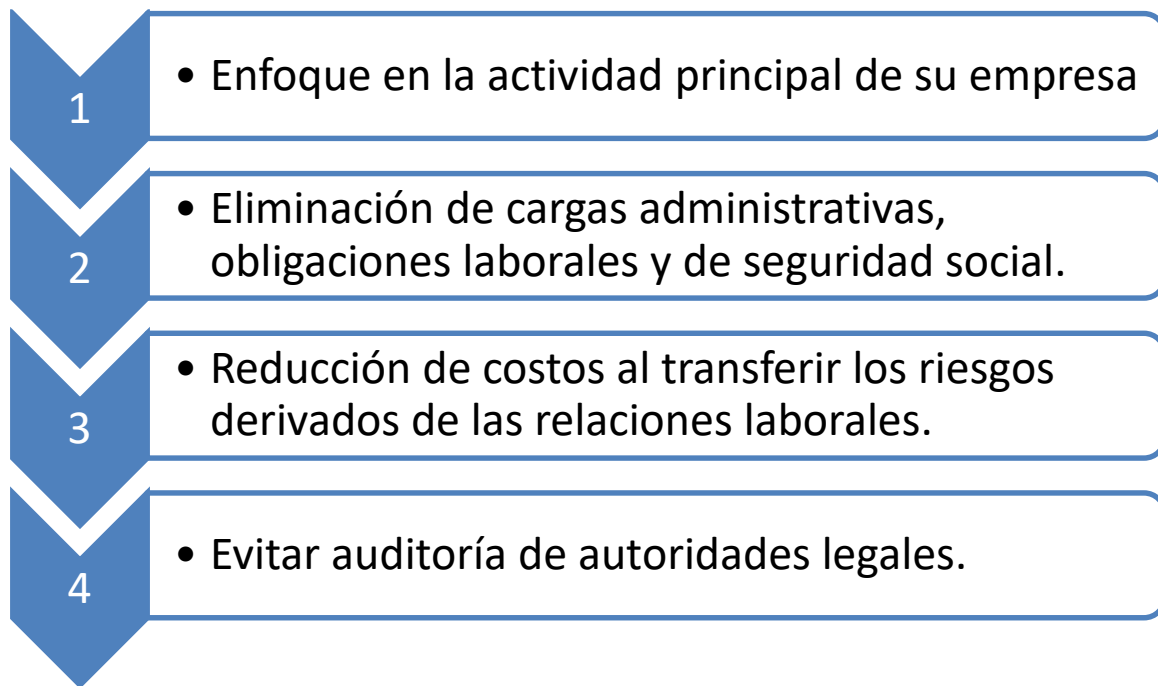 1
• Enfoque en la actividad principal de su empresa
2
• Eliminación de cargas administrativas,
obligaciones laborales y de seguridad social.
3
• Reducción de costos al transferir los riesgos
derivados de las relaciones laborales.
4
• Evitar auditoría de autoridades legales.